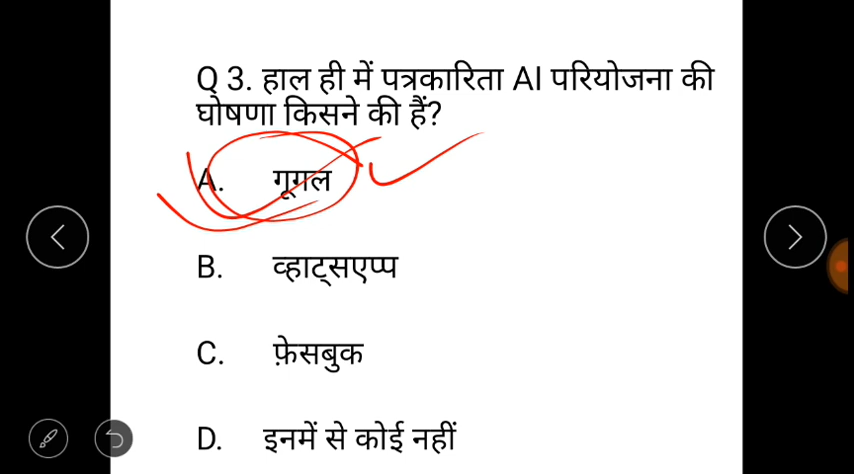 Q 3. हाल ही में पत्रकारिता AI परियोजना की
घोषणा किसने की हैं?
A. गूगल
B. व्हाट्सएप्प
C. फ़ेसबुक
D. इनमें से कोई नहीं